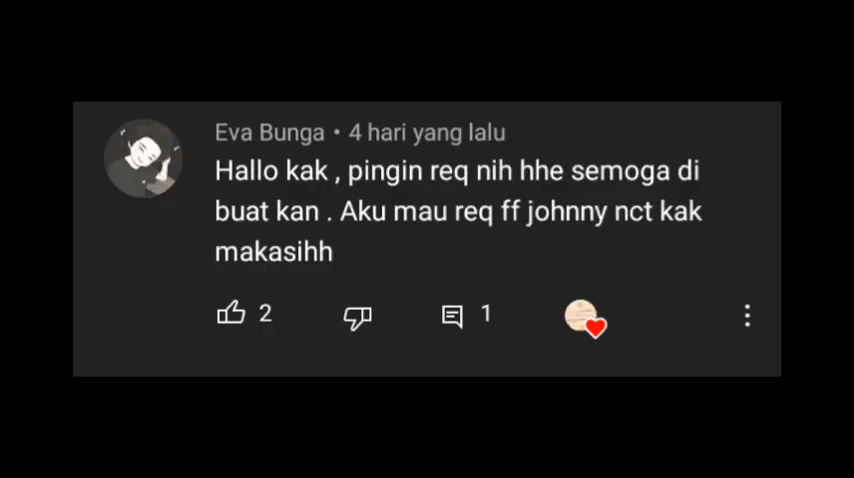 Eva Bunga • 4 hari yang lalu
Hallo kak , pingin req nih hhe semoga di
buat kan . Aku mau req ff johnny nct kak
makasihh
2 1